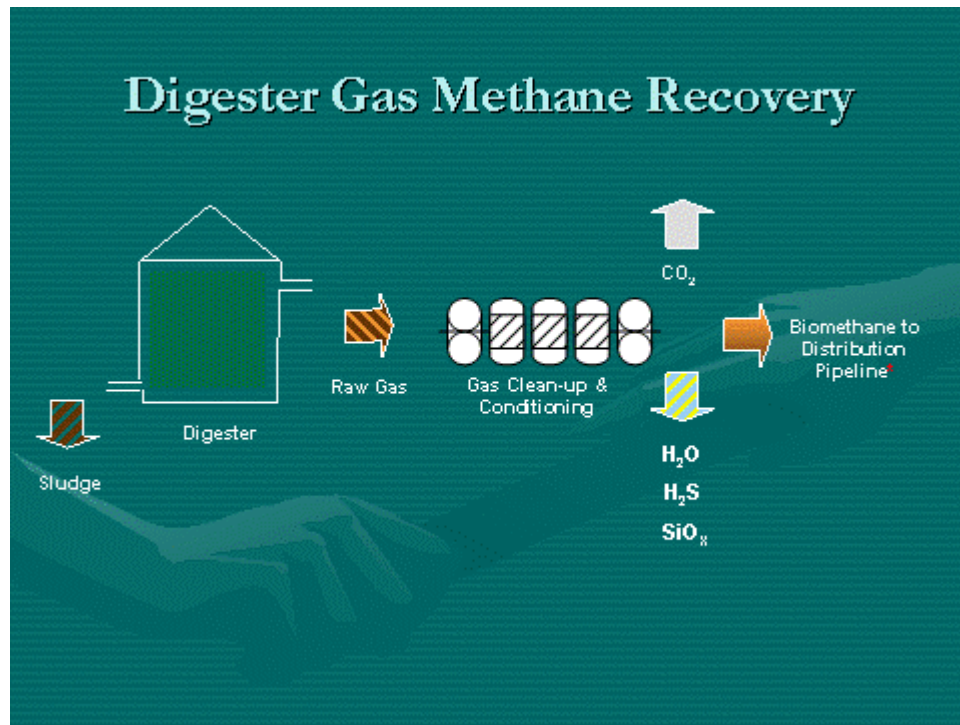 Digester Gas Methane Recovery
CO₂
Biomethane to
Distribution
Pipeline*
Raw Gas
Gas Clean-up &
Conditioning
Digester
Sludge
H₂O
H₂S
SiOₓ